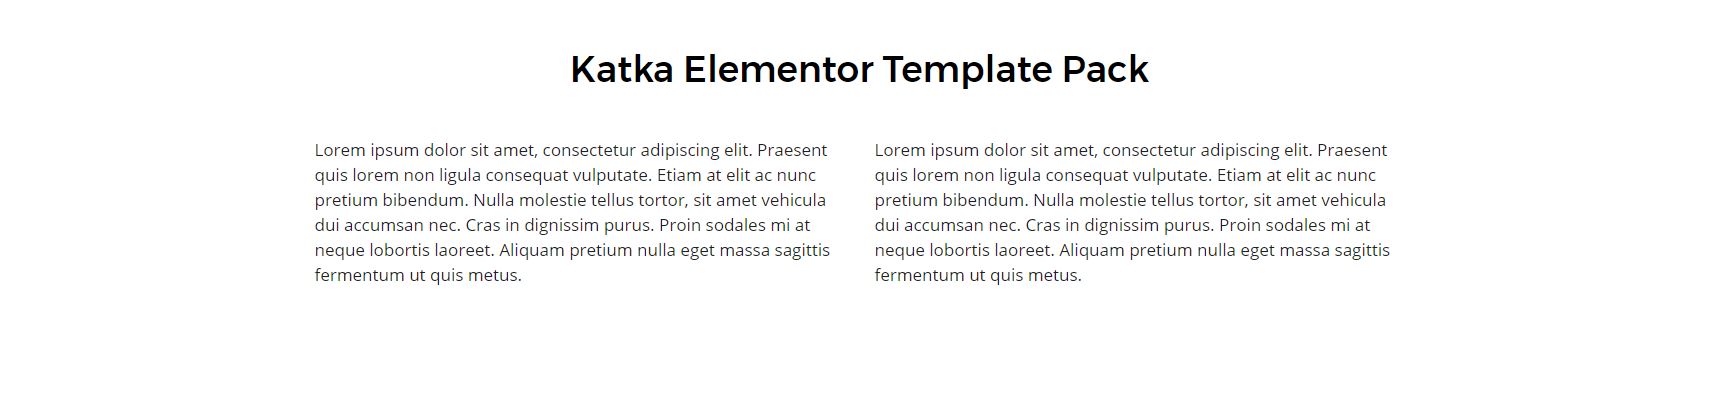 Katka Elementor Template Pack
Lorem ipsum dolor sit amet, consectetur adipiscing elit. Praesent
quis lorem non ligula consequat vulputate. Etiam at elit ac nunc
pretium bibendum. Nulla molestie tellus tortor, sit amet vehicula
dui accumsan nec. Cras in dignissim purus. Proin sodales mi at
neque lobortis laoreet. Aliquam pretium nulla eget massa sagittis
fermentum ut quis metus.
Lorem ipsum dolor sit amet, consectetur adipiscing elit. Praesent
quis lorem non ligula consequat vulputate. Etiam at elit ac nunc
pretium bibendum. Nulla molestie tellus tortor, sit amet vehicula
dui accumsan nec. Cras in dignissim purus. Proin sodales mi at
neque lobortis laoreet. Aliquam pretium nulla eget massa sagittis
fermentum ut quis metus.